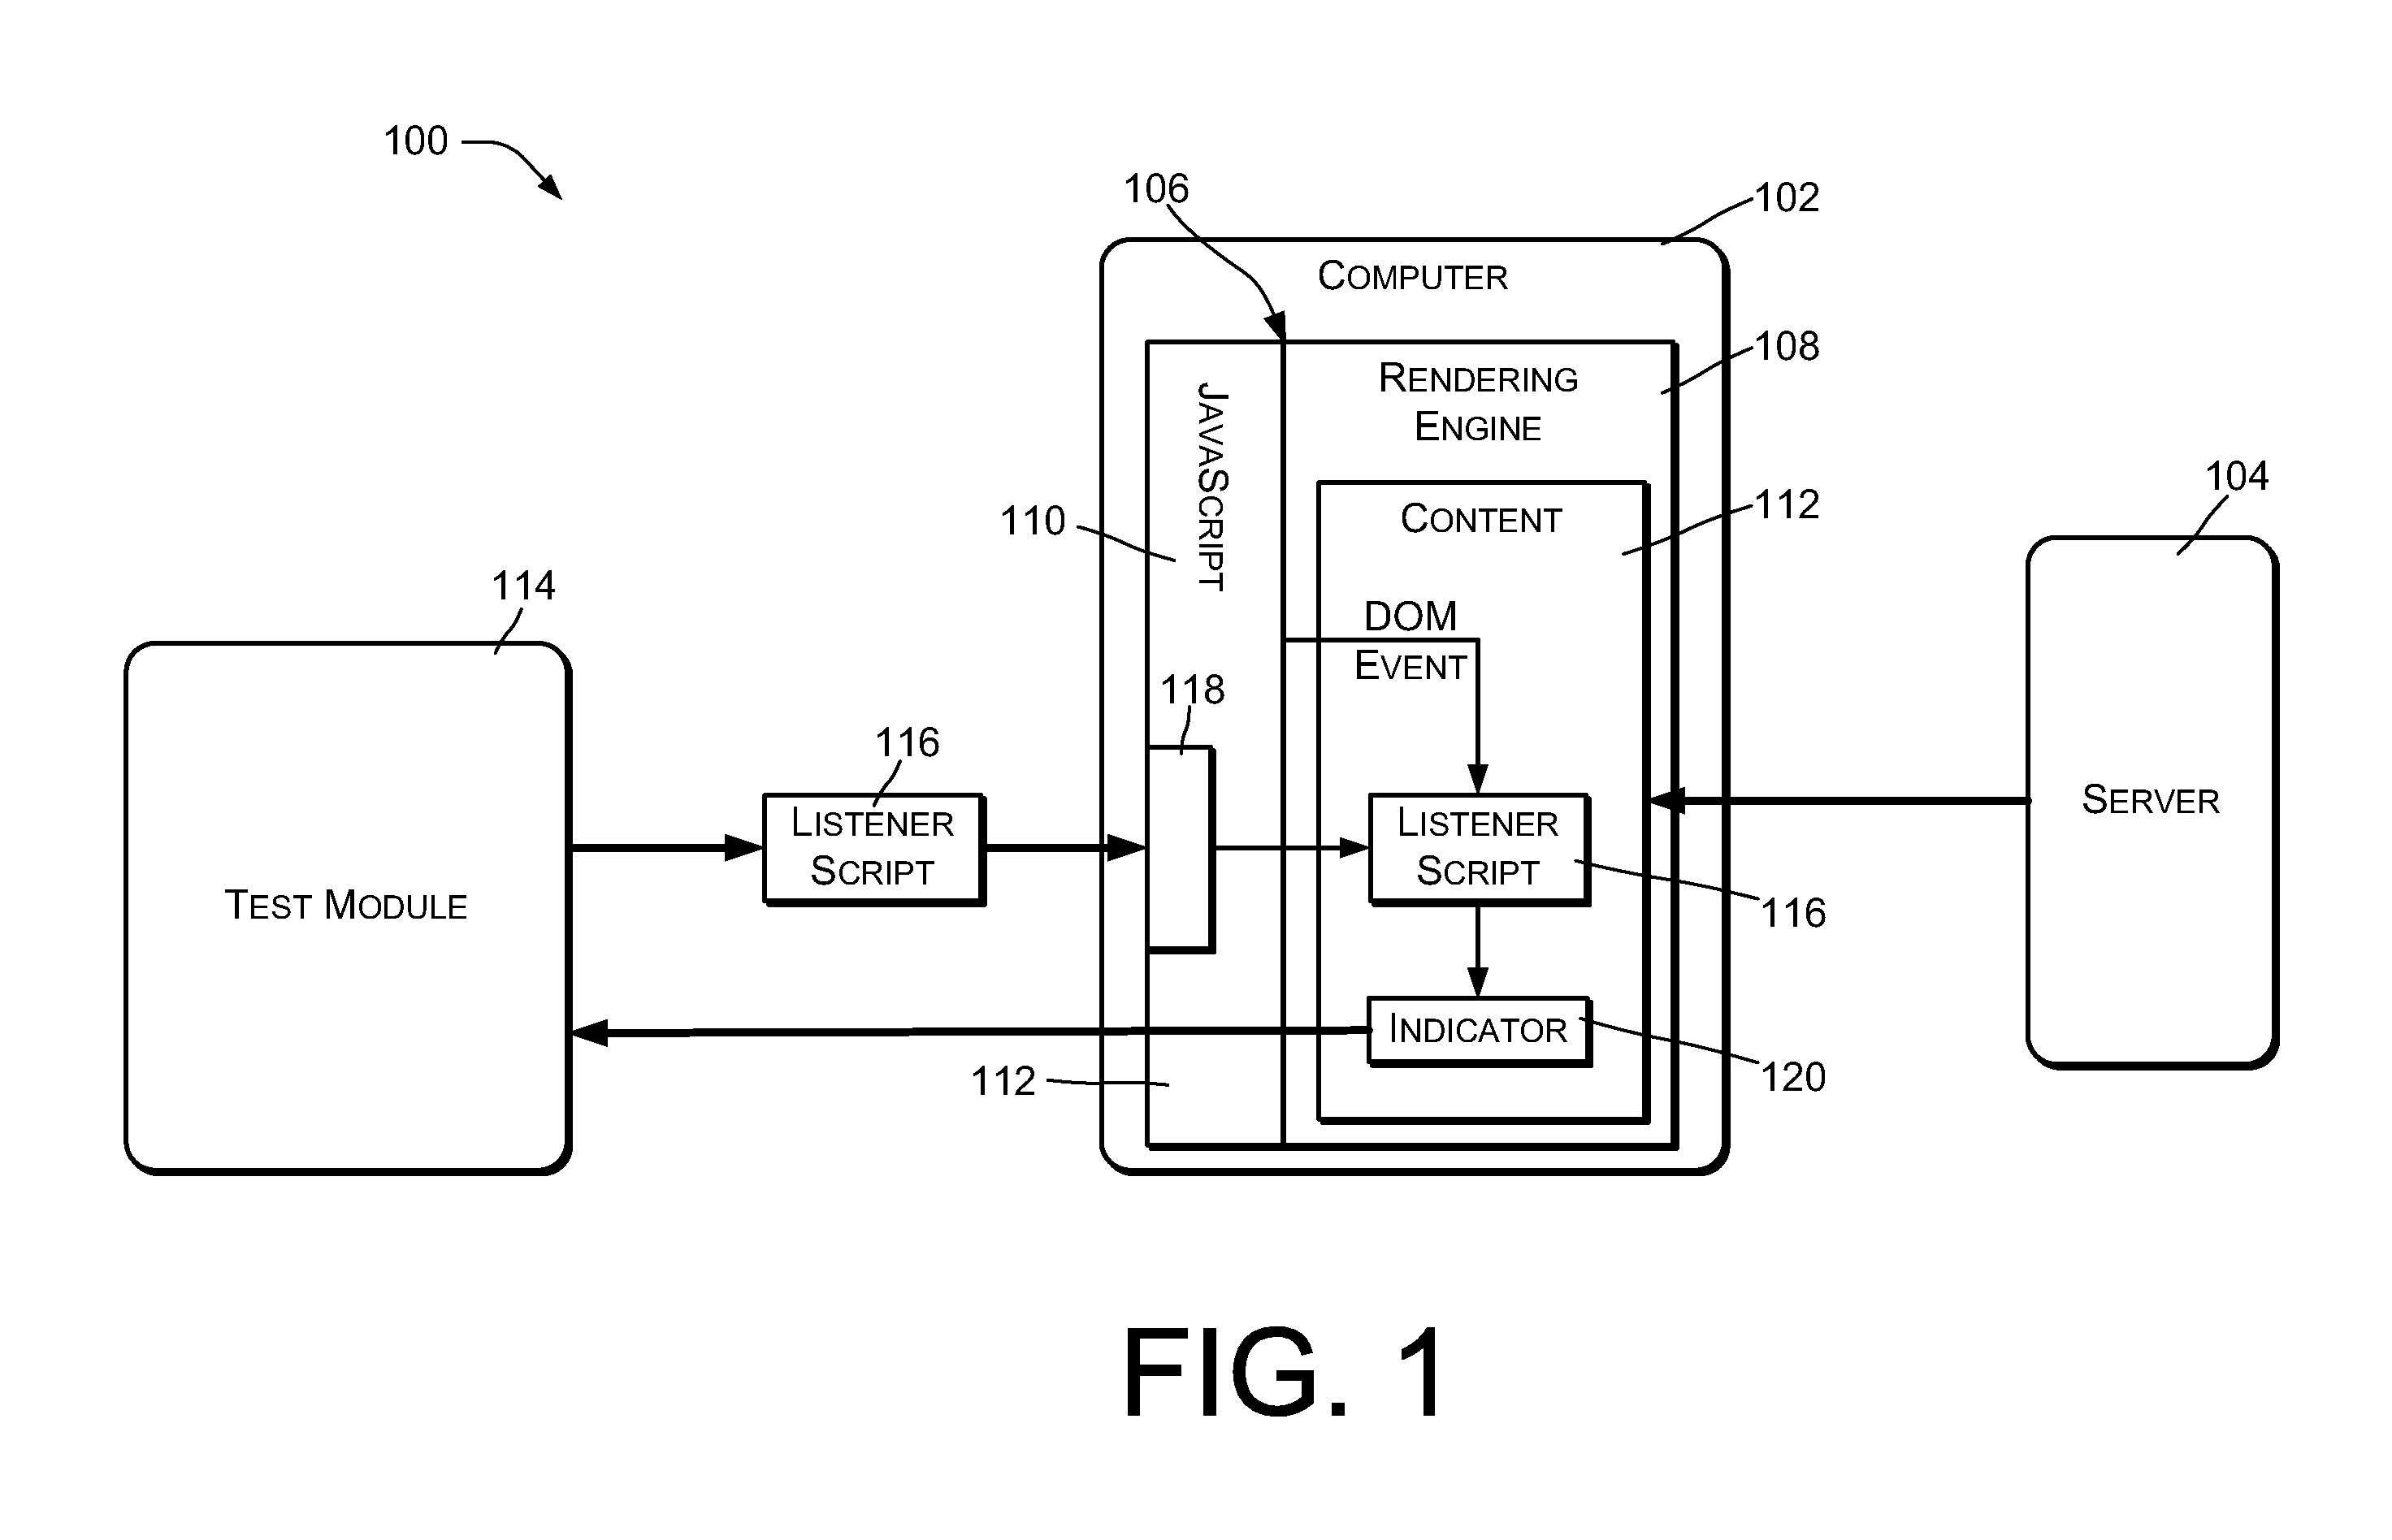 100
106
102
COMPUTER
108
RENDERING
ENGINE
JAVASCRIPT
104
CONTENT
112
110
114
DOM
EVENT
118
116
LISTENER
SCRIPT
LISTENER
SCRIPT
SERVER
TEST MODULE
116
INDICATOR
112
120
FIG. 1